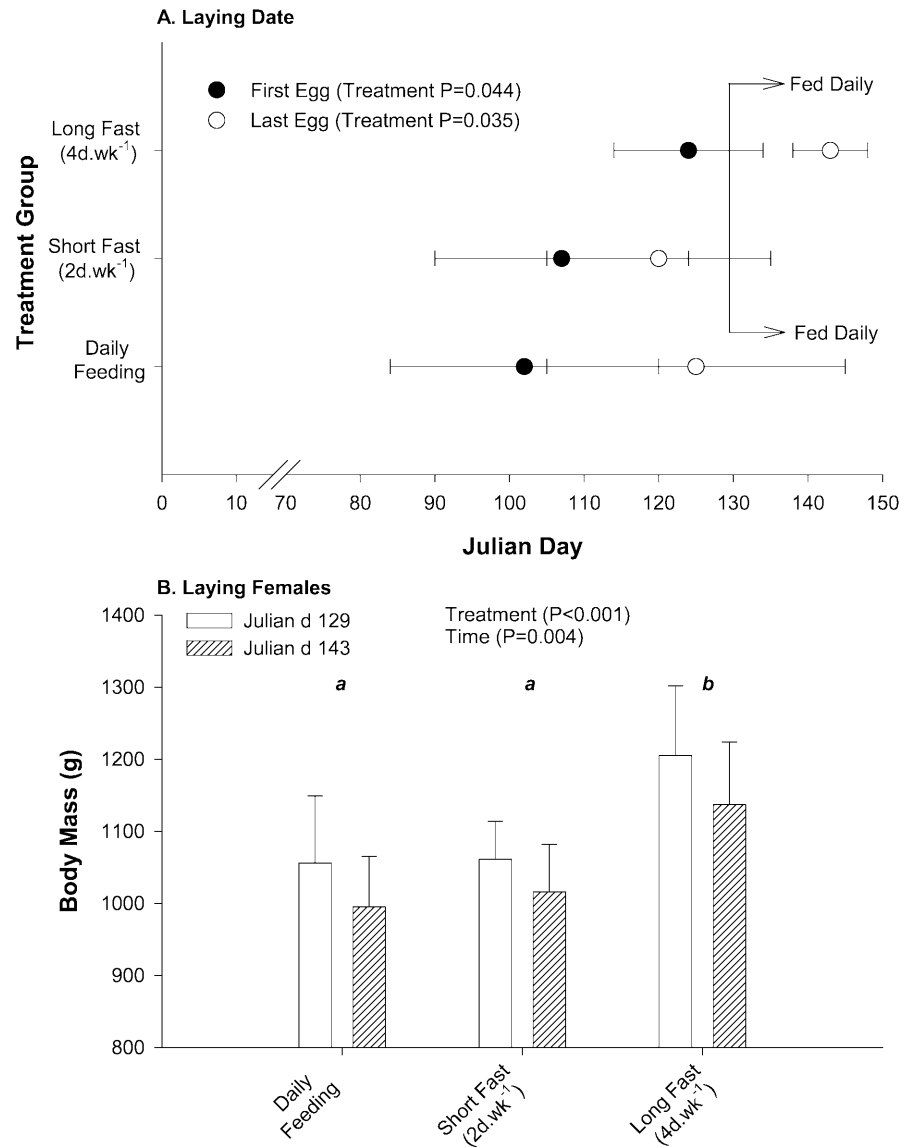 A. Laying Date
First Egg (Treatment P=0.044)
Last Egg (Treatment P=0.035)
Fed Daily
Long Fast
(4d.wk⁻¹)
Short Fast
(2d.wk⁻¹)
Fed Daily
Daily
Feeding
Treatment Group
0 10 70 80 90 100 110 120 130 140 150
Julian Day
B. Laying Females
Julian d 129
Julian d 143
Treatment (P<0.001)
Time (P=0.004)
1400
1300
1200
1100
1000
900
800
a a b
Body Mass (g)
Daily
Feeding
Short Fast
(2d.wk⁻¹)
Long Fast
(4d.wk⁻¹)